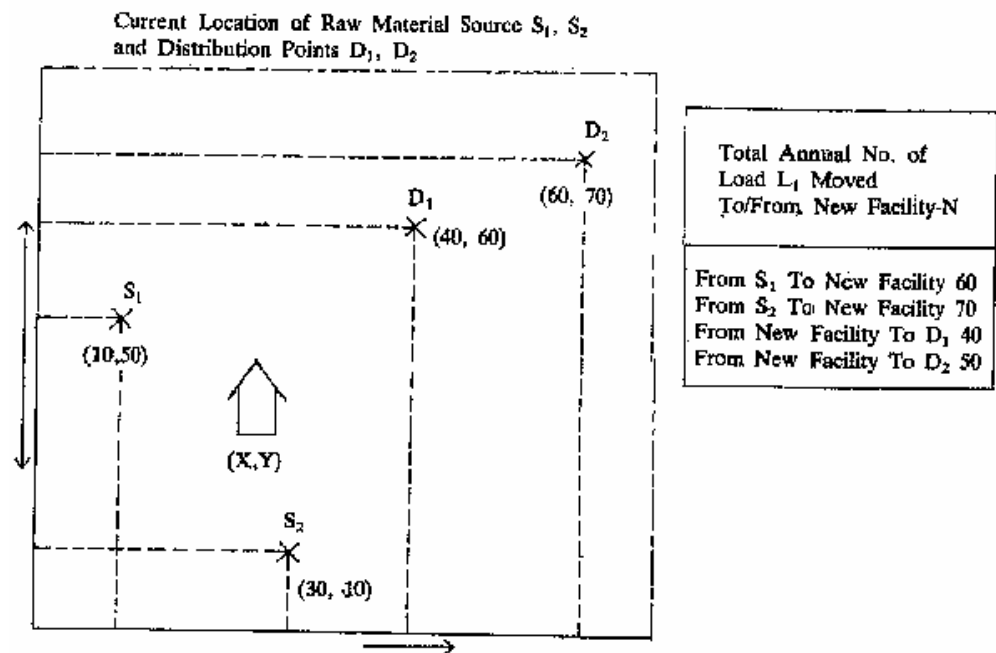 Current Location of Raw Material Source S₁, S₂
and Distribution Points D₁, D₂
D₂
(60, 70)
D₁
(40, 60)
S₁
(10,50)
(X,Y)
S₂
(30, 10)
Total Annual No. of
Load L₁ Moved
To/From New Facility-N
From S₁ To New Facility 60
From S₂ To New Facility 70
From New Facility To D₁ 40
From New Facility To D₂ 50